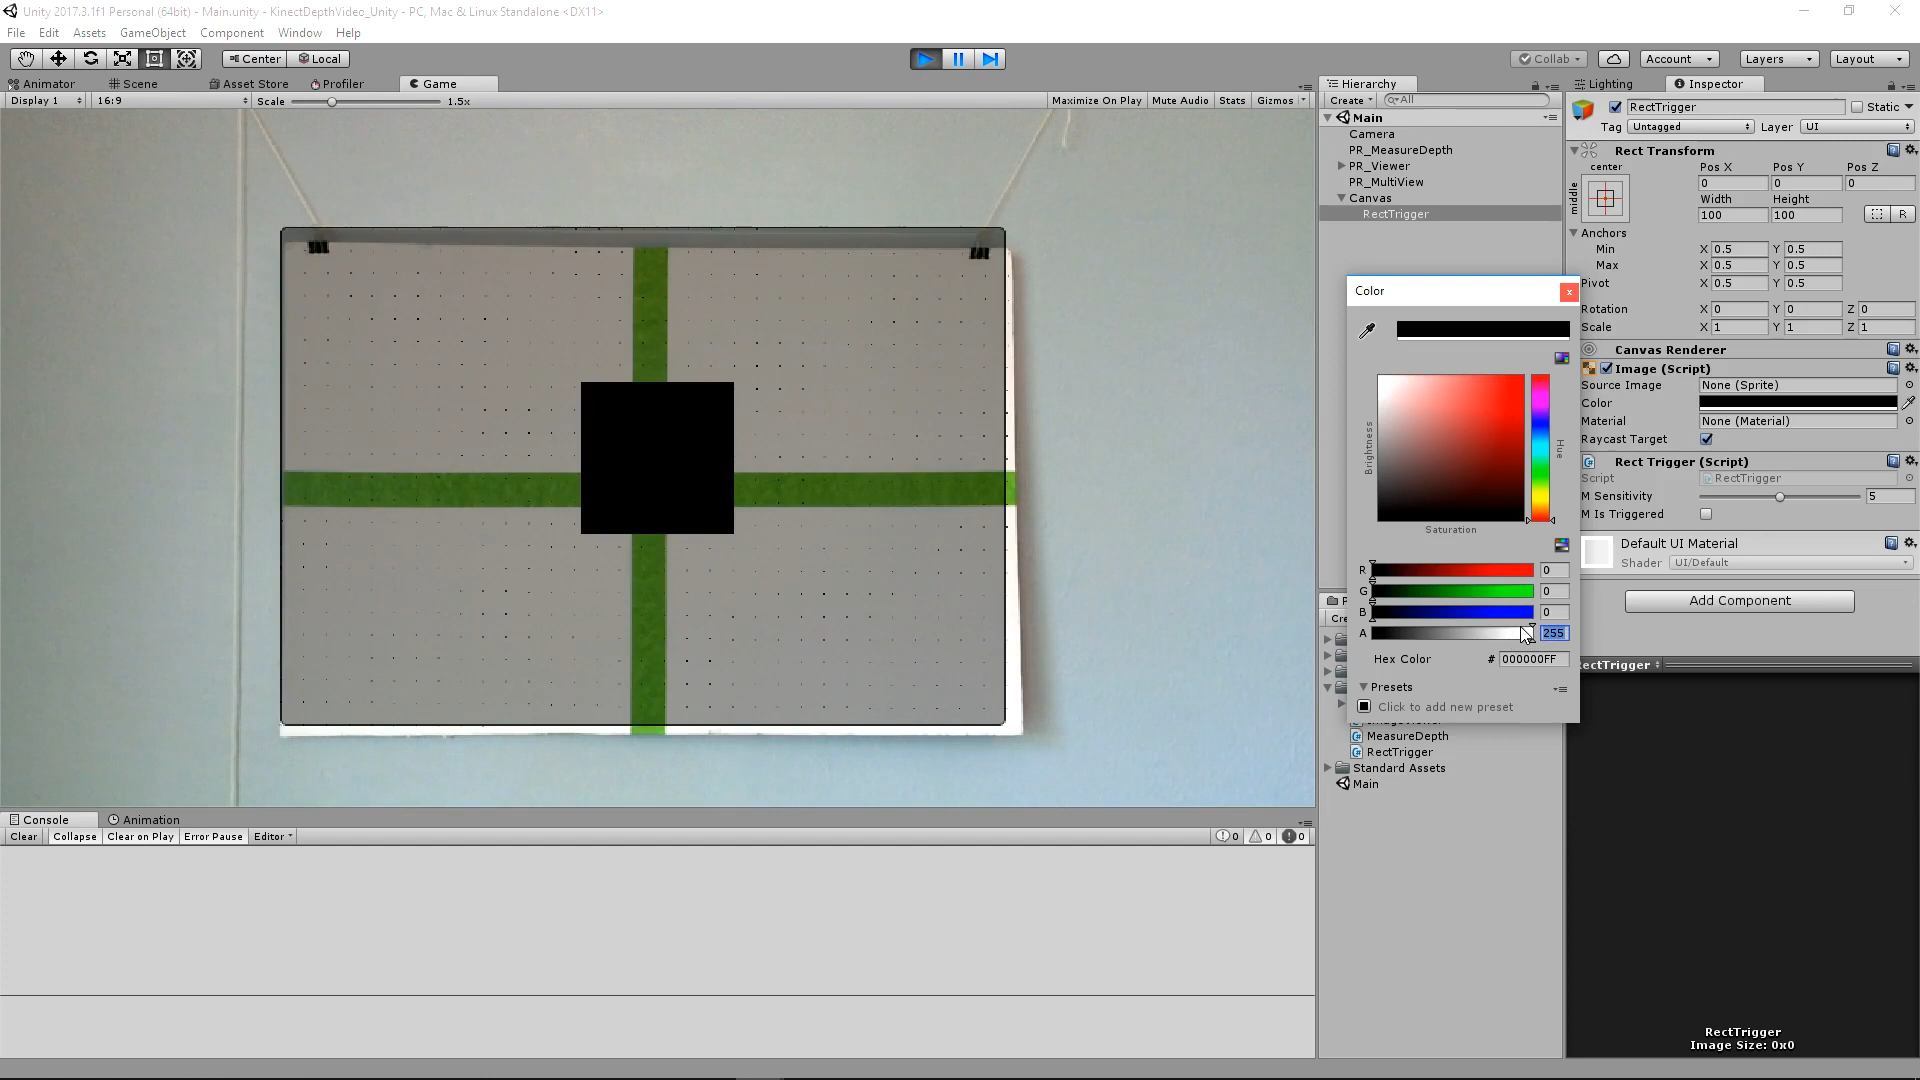 Unity 2017.3.1f1 Personal (64bit) - Main.unity - KinectDepthVideo_Unity - PC, Mac & Linux Standalone <DX11>
File Edit Assets GameObject Component Window Help
Center Local Collab Account Layers Layout
Animator Scene Asset Store Profiler Game
Display 1 16:9 Scale 1.5x Maximize On Play Mute Audio Stats Gizmos
Hierarchy
Create All
Main
Camera
PR_MeasureDepth
PR_Viewer
PR_MultiView
Canvas
RectTrigger
Lighting Inspector
RectTrigger Static
Tag Untagged Layer UI
Rect Transform
center Pos X Pos Y Pos Z
middle 0 0 0
Width Height
100 100 R
Anchors
Min X 0.5 Y 0.5
Max X 0.5 Y 0.5
Pivot X 0.5 Y 0.5
Rotation X 0 Y 0 Z 0
Scale X 1 Y 1 Z 1
Canvas Renderer
Image (Script)
Source Image None (Sprite)
Color
Material None (Material)
Raycast Target
Rect Trigger (Script)
Script RectTrigger
M Sensitivity 5
M Is Triggered
Default UI Material
Shader UI/Default
Add Component
Color
x
Brightness
Hue
Saturation
R 0
G 0
B 0
A 255
Hex Color # 000000FF
Presets
Click to add new preset
MeasureDepth
RectTrigger
Standard Assets
Main
RectTrigger
RectTrigger
Image Size: 0x0
Console Animation
Clear Collapse Clear on Play Error Pause Editor 0 0 0